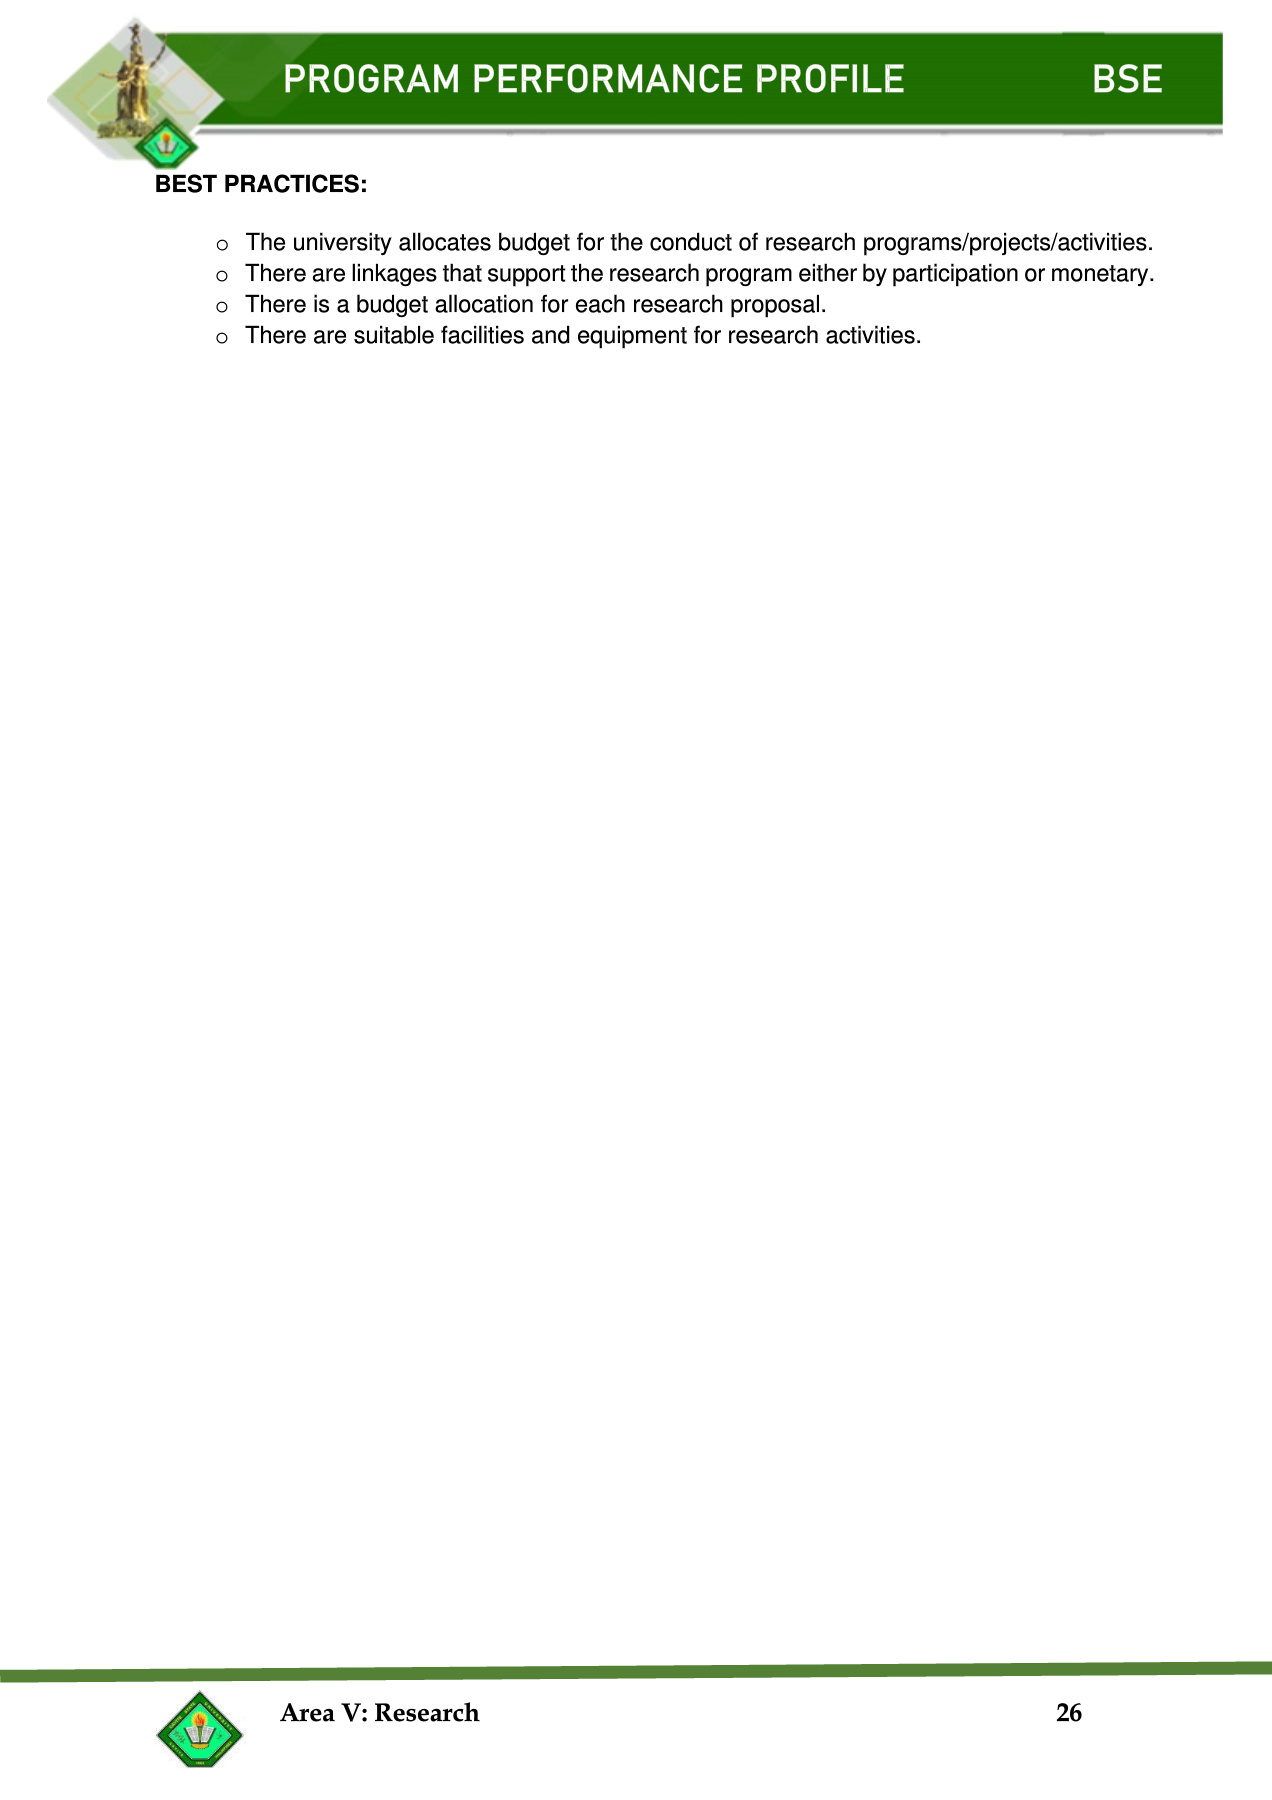 PROGRAM PERFORMANCE PROFILE BSE
BEST PRACTICES:
o The university allocates budget for the conduct of research programs/projects/activities.
o There are linkages that support the research program either by participation or monetary.
o There is a budget allocation for each research proposal.
o There are suitable facilities and equipment for research activities.
Area V: Research 26